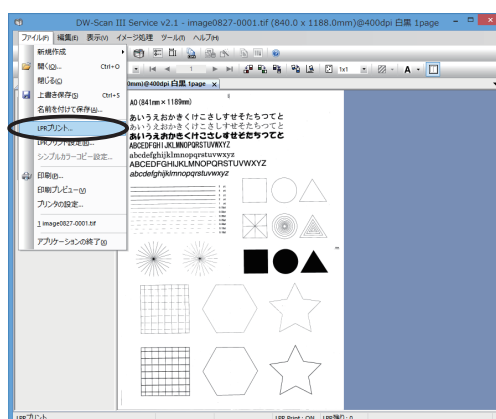 DW-Scan III Service v2.1 - image0827-0001.tif (840.0 x 1188.0mm)@400dpi 白黒 1page
ファイル(F) 編集(E) 表示(V) イメージ処理 ツール(T) ヘルプ(H)
新規作成
開く(O)... Ctrl+O
閉じる(C)
上書き保存(S) Ctrl+S
名前を付けて保存(A)...
LPRプリント...
LPRプリント設定(R)...
シンプルカラーコピー設定...
印刷(P)...
印刷プレビュー(V)
プリンタの設定...
1 image0827-0001.tif
アプリケーションの終了(X)
1
1x1
0mm)@400dpi 白黒 1page
A0 (841mm×1189mm)
あいうえおかきくけこさしすせそたちつてと
あいうえおかきくけこさしすせそたちつてと
あいうえおかきくけこさしすせそたちつてと
ABCDEFGHIJKLMNOPQRSTUVWXYZ
abcdefghijklmnopqrstuvwxyz
ABCDEFGHIJKLMNOPQRSTUVWXYZ
abcdefghijklmnopqrstuvwxyz
LPRプリント
LPR Print : ON
LPR残り: 0